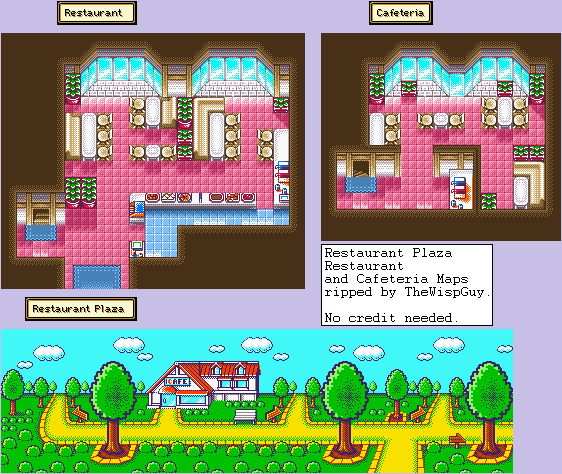 Restaurant
Cafeteria
Restaurant Plaza
Restaurant
and Cafeteria Maps
ripped by TheWispGuy.
No credit needed.
Restaurant Plaza
CAFE